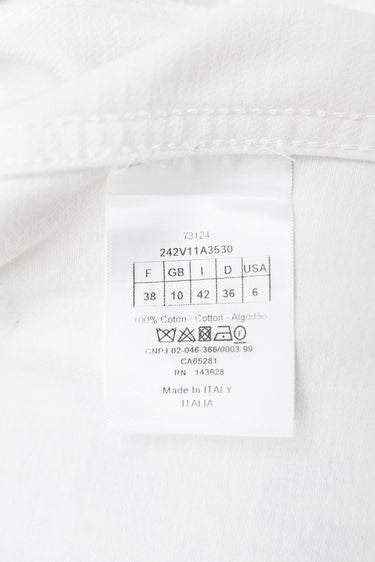 73124
242V11A3530
F GB I D USA
38 10 42 36 6
100% Coton - Cotton - Algodão
CNPJ 02-046-366/0003-99
CA65281
RN : 143628
Made In ITALY
ITALIA